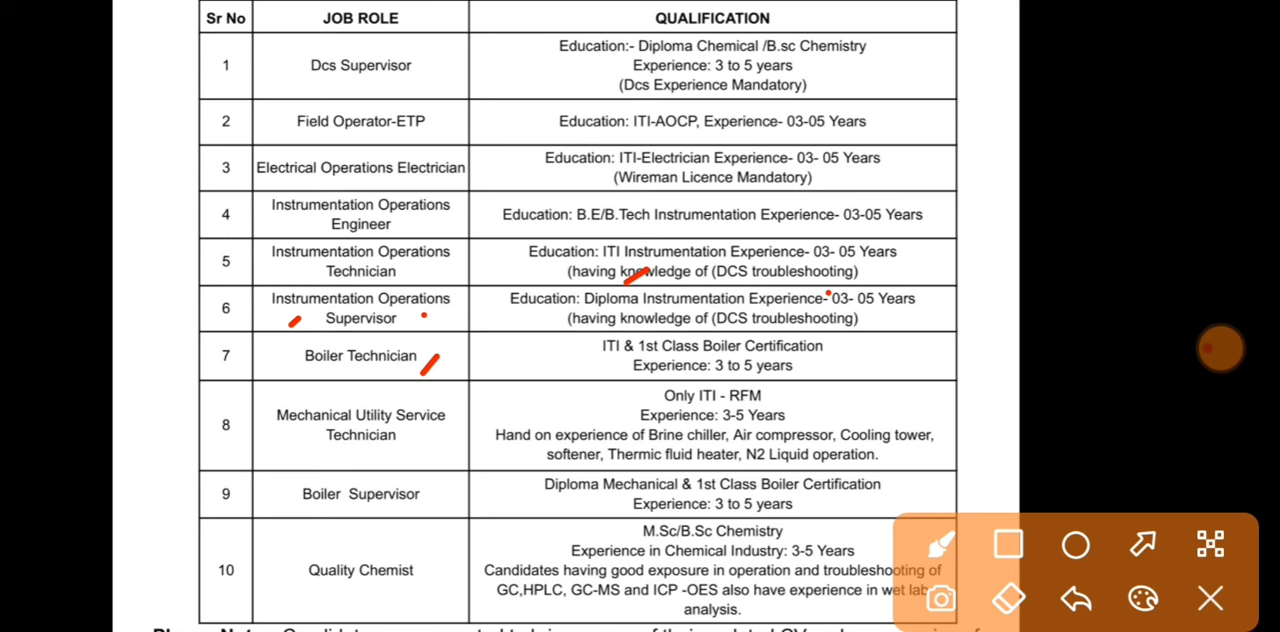 Sr No JOB ROLE QUALIFICATION
1 Dcs Supervisor Education:- Diploma Chemical /B.sc Chemistry
Experience: 3 to 5 years
(Dcs Experience Mandatory)
2 Field Operator-ETP Education: ITI-AOCP, Experience- 03-05 Years
3 Electrical Operations Electrician Education: ITI-Electrician Experience- 03- 05 Years
(Wireman Licence Mandatory)
4 Instrumentation Operations
Engineer Education: B.E/B.Tech Instrumentation Experience- 03-05 Years
5 Instrumentation Operations
Technician Education: ITI Instrumentation Experience- 03- 05 Years
(having knowledge of (DCS troubleshooting)
6 Instrumentation Operations
Supervisor Education: Diploma Instrumentation Experience- 03- 05 Years
(having knowledge of (DCS troubleshooting)
7 Boiler Technician ITI & 1st Class Boiler Certification
Experience: 3 to 5 years
8 Mechanical Utility Service
Technician Only ITI - RFM
Experience: 3-5 Years
Hand on experience of Brine chiller, Air compressor, Cooling tower,
softener, Thermic fluid heater, N2 Liquid operation.
9 Boiler Supervisor Diploma Mechanical & 1st Class Boiler Certification
Experience: 3 to 5 years
10 Quality Chemist M.Sc/B.Sc Chemistry
Experience in Chemical Industry: 3-5 Years
Candidates having good exposure in operation and troubleshooting of
GC,HPLC, GC-MS and ICP -OES also have experience in wet lab
analysis.